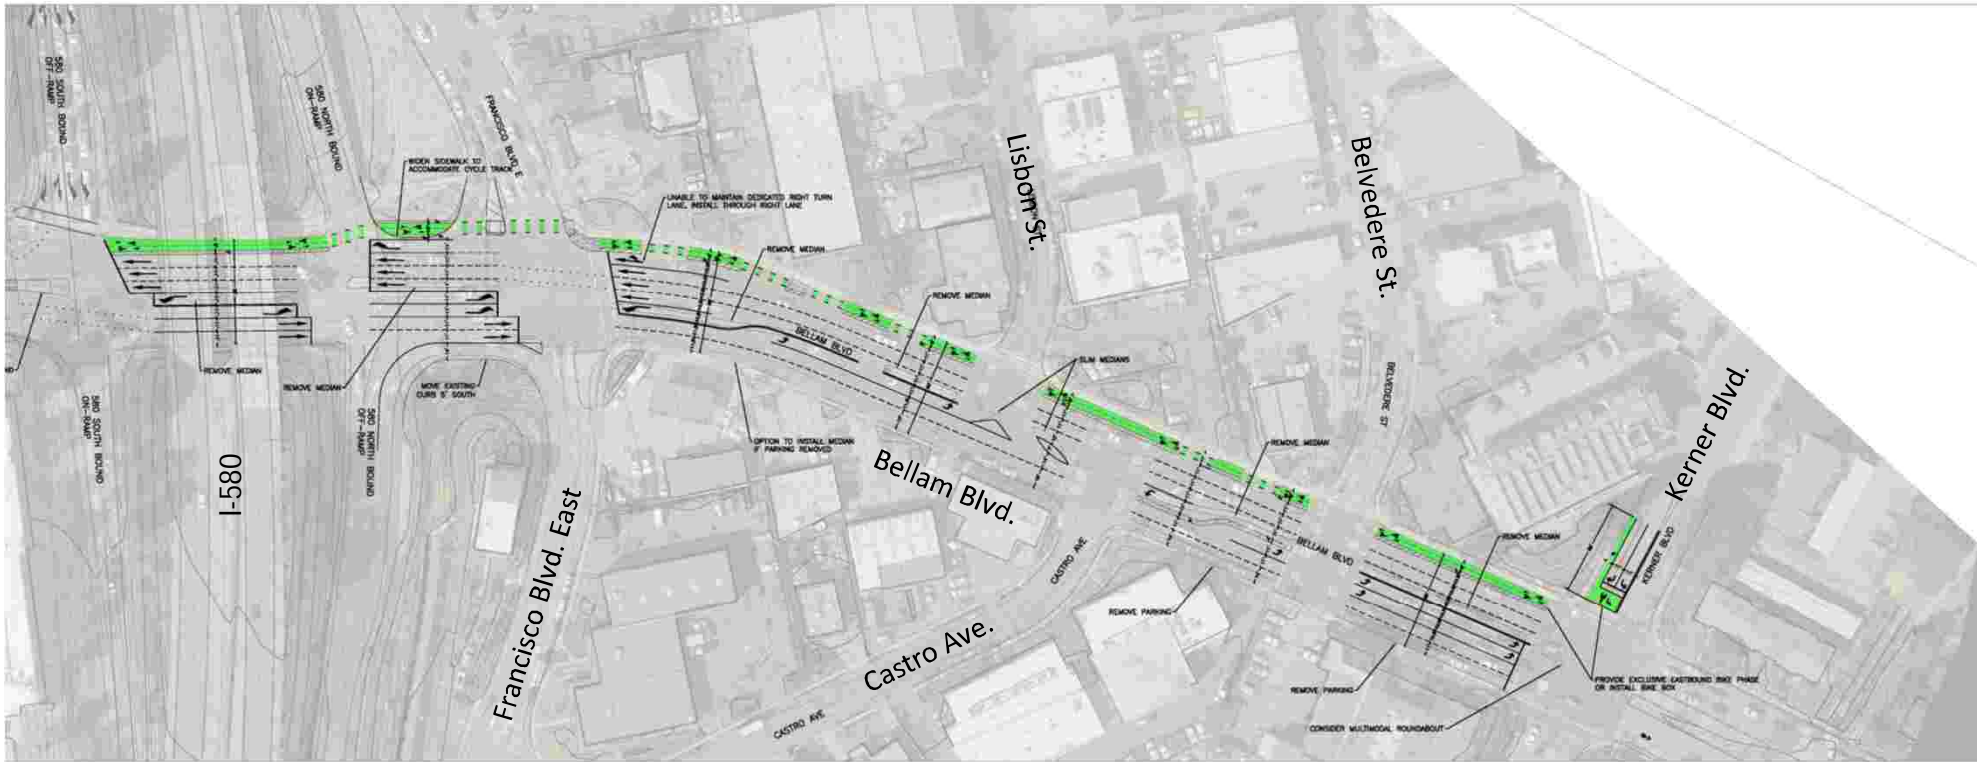 580 SOUTH BOUND
OFF-RAMP
580 NORTH BOUND
ON-RAMP
FRANCISCO BLVD. E
WIDER SIDEWALK TO
ACCOMMODATE CYCLE TRACK
UNABLE TO MAINTAIN DEDICATED RIGHT TURN
LANE, INSTALL THROUGH RIGHT LANE
REMOVE MEDIAN
REMOVE MEDIAN
Lisbon St.
Belvedere St.
BELLAM BLVD
SLIM MEDIANS
REMOVE MEDIAN
REMOVE MEDIAN
MOVE EXISTING
CURB 5' SOUTH
580 SOUTH BOUND
ON-RAMP
I-580
580 NORTH BOUND
OFF-RAMP
Francisco Blvd. East
OPTION TO INSTALL MEDIAN
IF PARKING REMOVED
Bellam Blvd.
BELVEDERE ST
REMOVE MEDIAN
Kerner Blvd.
KERNER BLVD
BELLAM BLVD
REMOVE MEDIAN
CASTRO AVE
REMOVE PARKING
Castro Ave.
CASTRO AVE
REMOVE PARKING
PROVIDE EXCLUSIVE EASTBOUND BIKE PHASE
OR INSTALL BIKE BOX
CONSIDER MULTIMODAL ROUNDABOUT